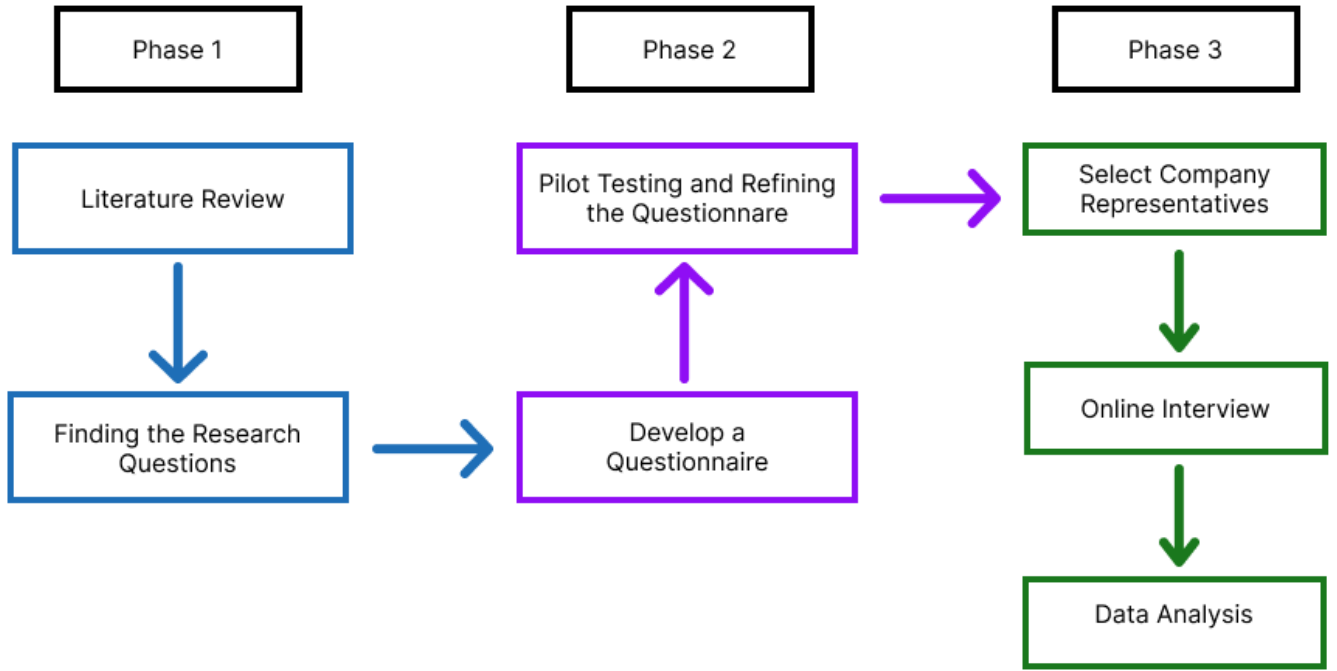 Phase 1
Phase 2
Phase 3
Literature Review
Finding the Research
Questions
Develop a
Questionnaire
Pilot Testing and Refining
the Questionnare
Select Company
Representatives
Online Interview
Data Analysis